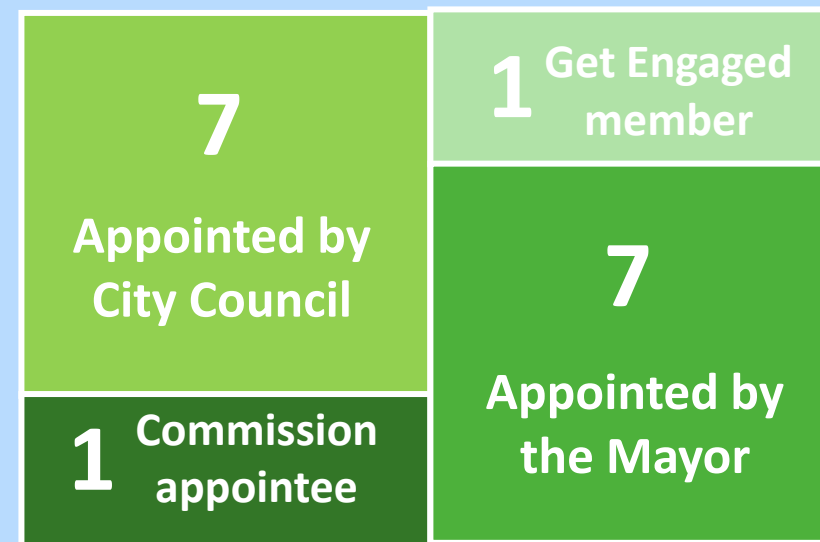 7
Appointed by
City Council
1 Commission
appointee
1 Get Engaged
member
7
Appointed by
the Mayor